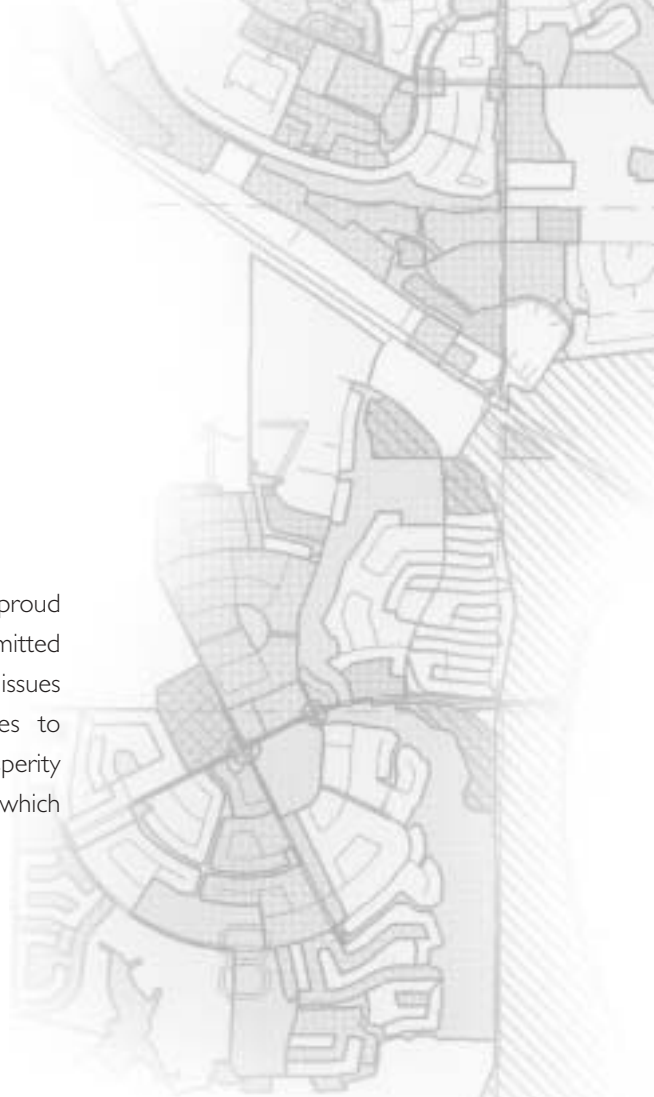 proud
mitted
issues
es to
perity
which